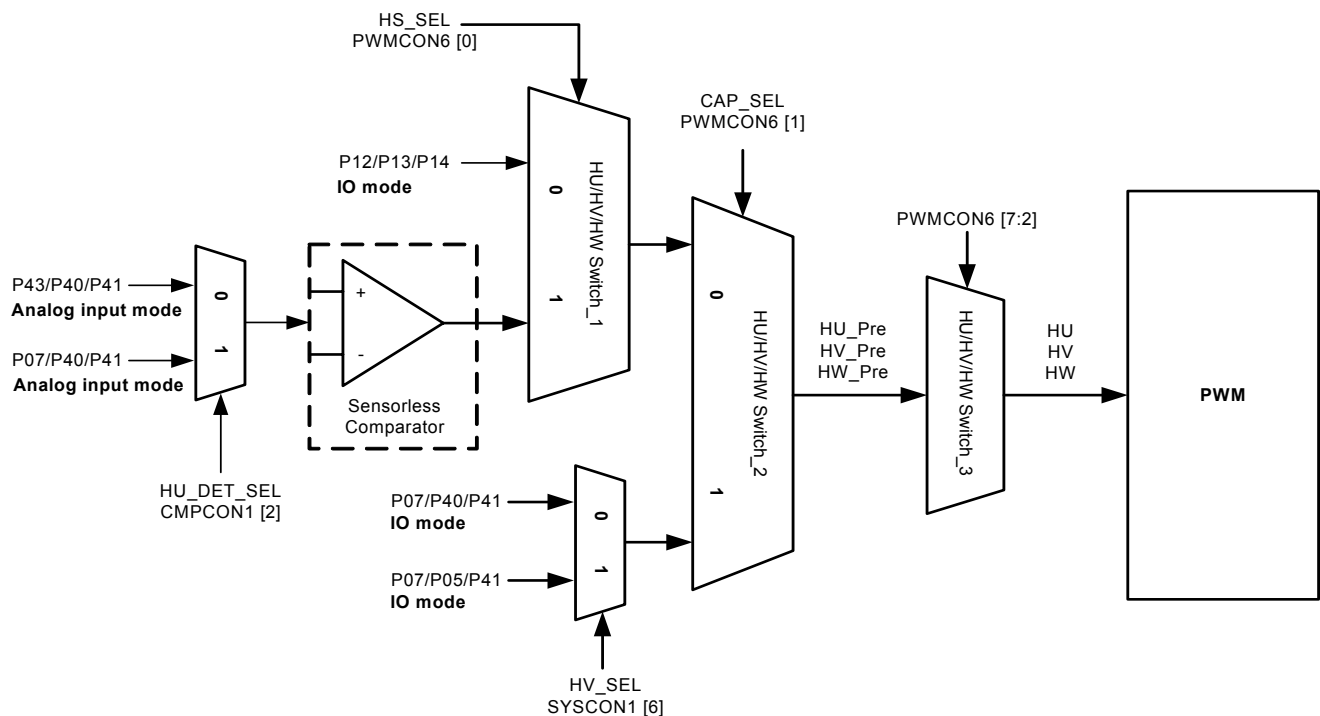 HS_SEL
PWMCON6 [0]
CAP_SEL
PWMCON6 [1]
P12/P13/P14
IO mode
0
1
HU/HV/HW Switch_1
PWMCON6 [7:2]
P43/P40/P41
Analog input mode
P07/P40/P41
Analog input mode
0
1
+
-
Sensorless
Comparator
HU_DET_SEL
CMPCON1 [2]
0
1
HU/HV/HW Switch_2
HU_Pre
HV_Pre
HW_Pre
HU/HV/HW Switch_3
HU
HV
HW
PWM
P07/P40/P41
IO mode
P07/P05/P41
IO mode
0
1
HV_SEL
SYSCON1 [6]